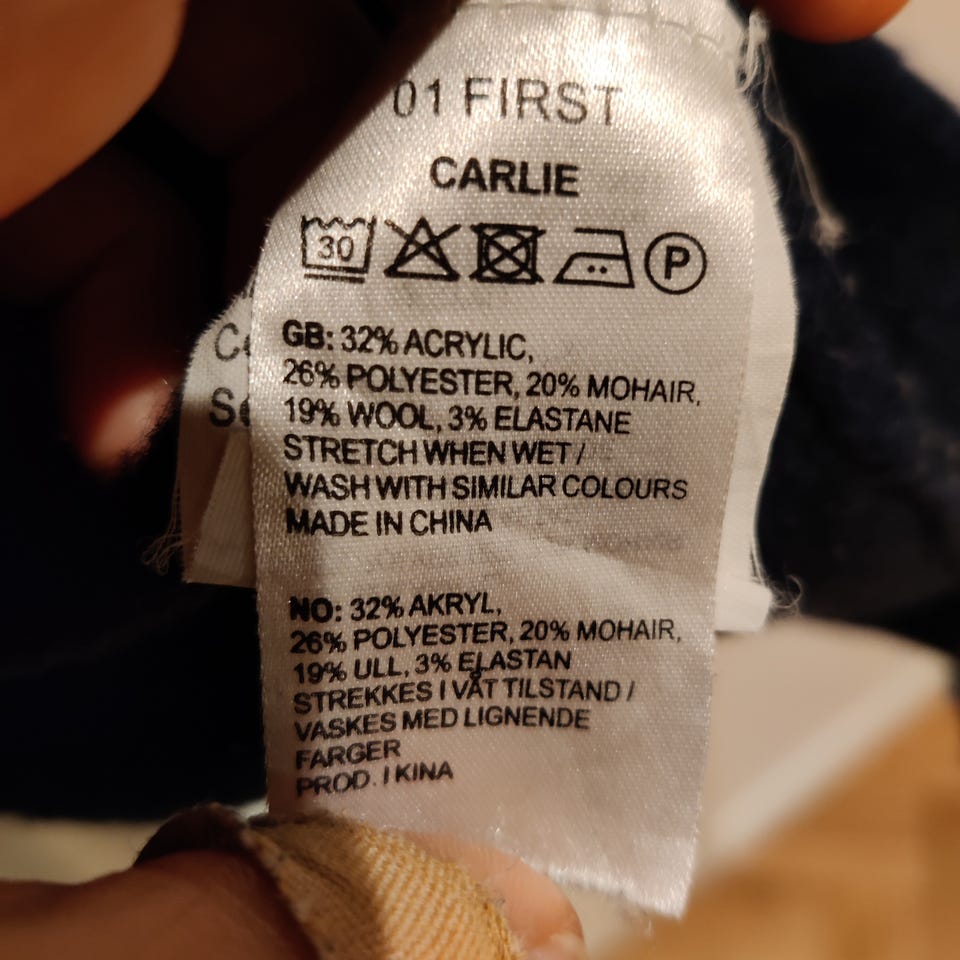 01 FIRST
CARLIE
30 P
GB: 32% ACRYLIC,
26% POLYESTER, 20% MOHAIR,
19% WOOL, 3% ELASTANE
STRETCH WHEN WET /
WASH WITH SIMILAR COLOURS
MADE IN CHINA
NO: 32% AKRYL,
26% POLYESTER, 20% MOHAIR,
19% ULL, 3% ELASTAN
STREKKES I VÅT TILSTAND /
VASKES MED LIGNENDE
FARGER
PROD. I KINA